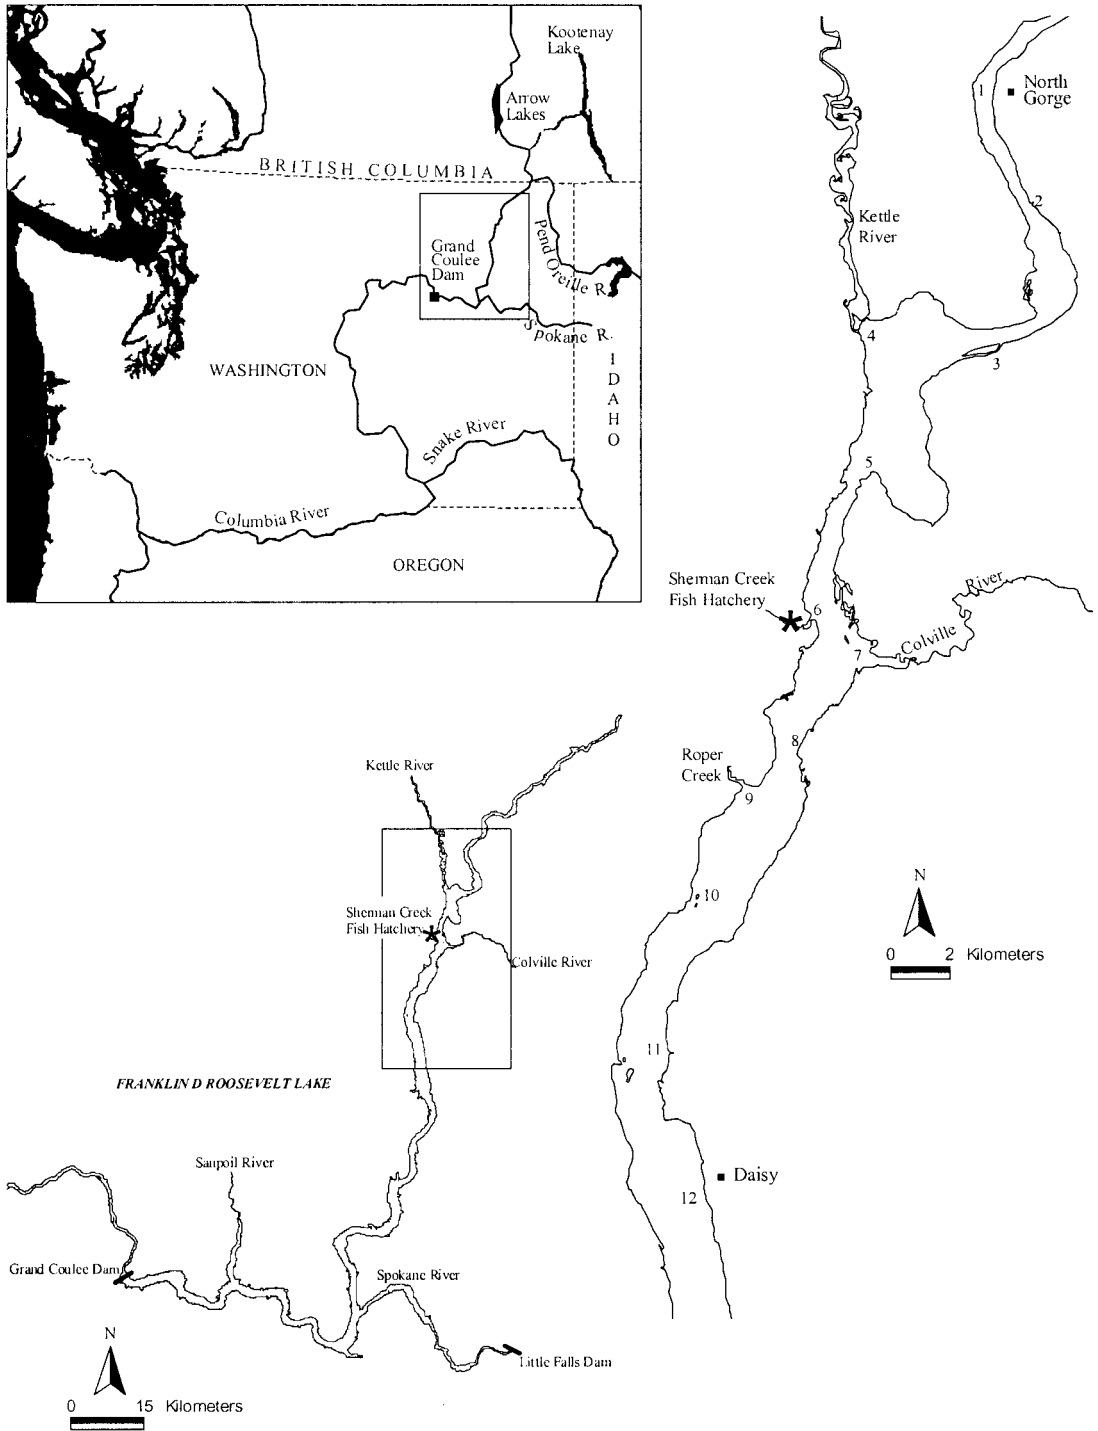 Kootenay
Lake
Arrow
Lakes
BRITISH COLUMBIA
Grand
Coulee
Dam
Pend Oreille R.
Spokane R.
WASHINGTON
IDAHO
Snake River
Columbia River
OREGON
1
North
Gorge
2
Kettle
River
4
3
5
Sherman Creek
Fish Hatchery
6
Colville River
7
8
Roper
Creek
9
10
N
0 2 Kilometers
11
Daisy
12
Kettle River
Sherman Creek
Fish Hatchery
Colville River
FRANKLIN D ROOSEVELT LAKE
Sanpoil River
Grand Coulee Dam
Spokane River
Little Falls Dam
N
0 15 Kilometers